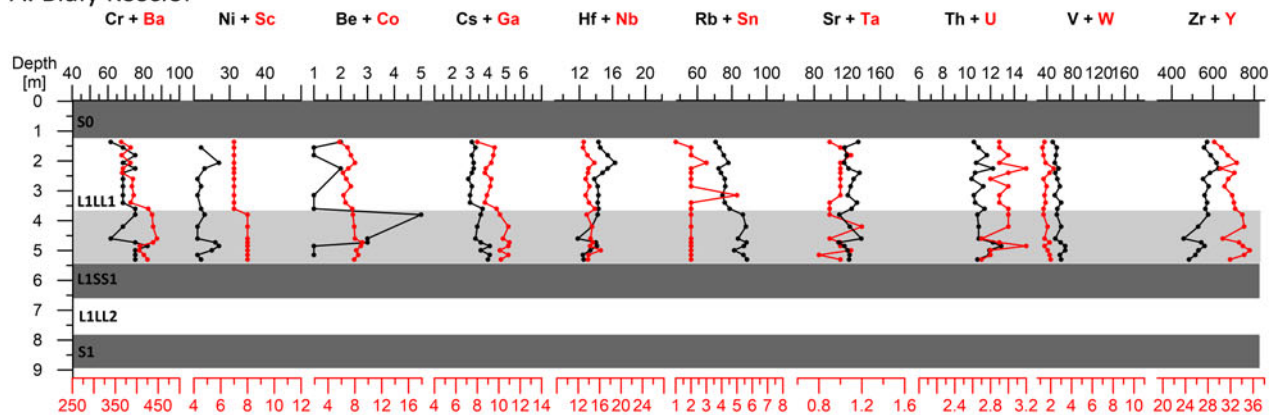 Cr + Ba Ni + Sc Be + Co Cs + Ga Hf + Nb Rb + Sn Sr + Ta Th + U V + W Zr + Y
Depth
[m]
40 60 80 100 30 40 1 2 3 4 5 2 3 4 5 6 12 16 20 60 80 100 80 120 160 6 8 10 12 14 40 80 120 160 400 600 800
0
S0
1
2
3
L1LL1
4
5
L1SS1
6
7
L1LL2
8
S1
9
250 350 450 4 6 8 10 12 4 8 12 16 4 6 8 10 12 14 12 16 20 24 1 2 3 4 5 6 7 8 0.8 1.2 1.6 2.4 2.8 3.2 2 4 6 8 10 20 24 28 32 36